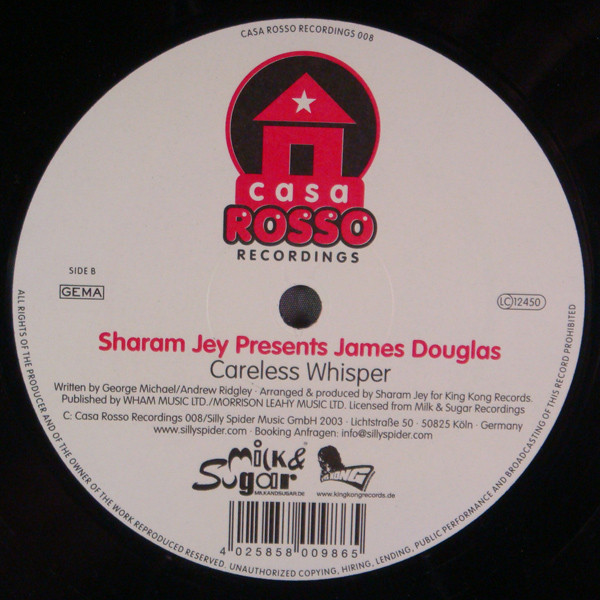 CASA ROSSO RECORDINGS 008
casa
ROSSO
RECORDINGS
SIDE B
GEMA
LC 12450
Sharam Jey Presents James Douglas
Careless Whisper
Written by George Michael/Andrew Ridgley · Arranged & produced by Sharam Jey for King Kong Records.
Published by WHAM MUSIC LTD./MORRISON LEAHY MUSIC LTD. Licensed from Milk & Sugar Recordings
C: Casa Rosso Recordings 008/Silly Spider Music GmbH 2003 · Lichtstraße 50 · 50825 Köln · Germany
www.sillyspider.com · Booking Anfragen: info@sillyspider.com
Milk &
Sugar
MILKANDSUGAR.DE
KONG
www.kingkongrecords.de
4 025858 009865
ALL RIGHTS OF THE PRODUCER AND OF THE OWNER OF THE WORK REPRODUCED RESERVED. UNAUTHORIZED COPYING, HIRING, LENDING, PUBLIC PERFORMANCE AND BROADCASTING OF THIS RECORD PROHIBITED